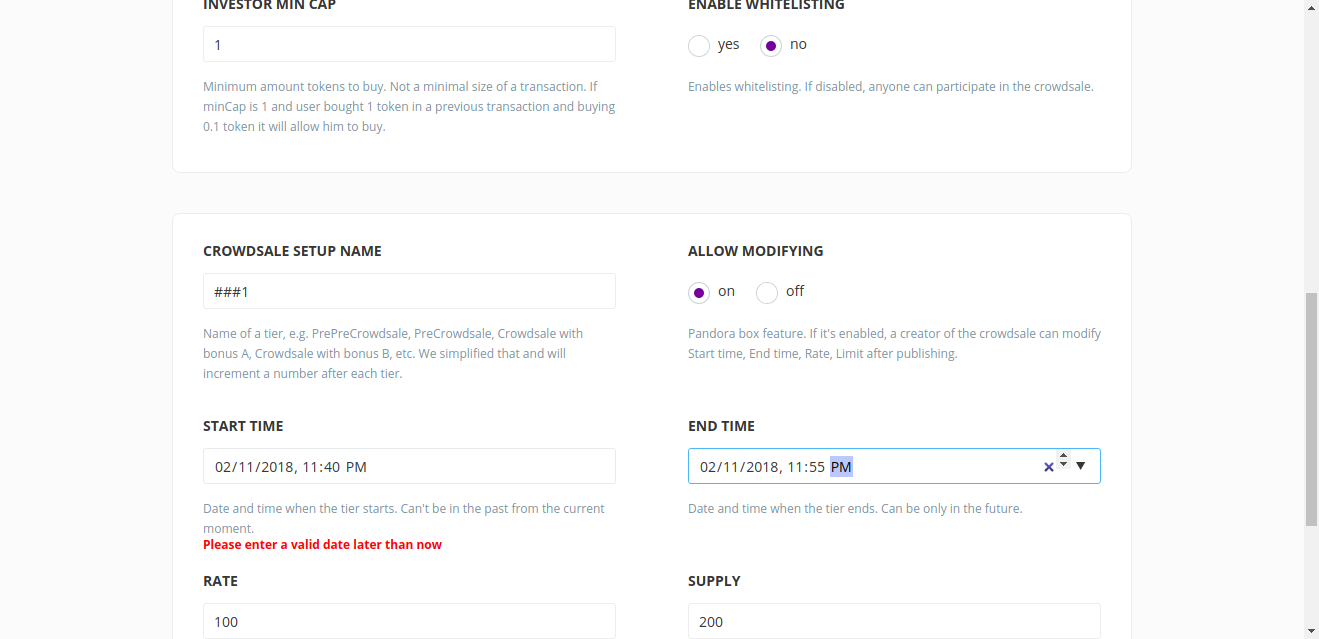 INVESTOR MIN CAP
ENABLE WHITELISTING
1
yes
no
Minimum amount tokens to buy. Not a minimal size of a transaction. If
minCap is 1 and user bought 1 token in a previous transaction and buying
0.1 token it will allow him to buy.
Enables whitelisting. If disabled, anyone can participate in the crowdsale.
CROWDSALE SETUP NAME
ALLOW MODIFYING
###1
on
off
Name of a tier, e.g. PrePreCrowdsale, PreCrowdsale, Crowdsale with
bonus A, Crowdsale with bonus B, etc. We simplified that and will
increment a number after each tier.
Pandora box feature. If it's enabled, a creator of the crowdsale can modify
Start time, End time, Rate, Limit after publishing.
START TIME
END TIME
02/11/2018, 11:40 PM
02/11/2018, 11:55 PM
Date and time when the tier starts. Can't be in the past from the current
moment.
Please enter a valid date later than now
Date and time when the tier ends. Can be only in the future.
RATE
SUPPLY
100
200